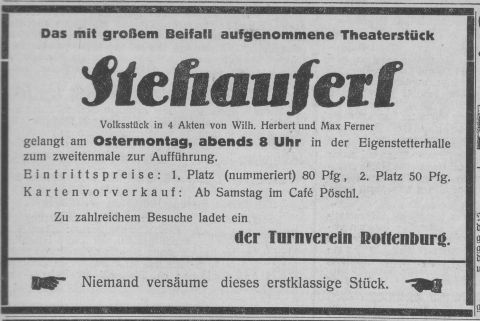 Das mit großem Beifall aufgenommene Theaterstück
Stehauferl
Volksstück in 4 Akten von Wilh. Herbert und Max Ferner
gelangt am Ostermontag, abends 8 Uhr in der Eigenstetterhalle
zum zweitenmale zur Aufführung.
Eintrittspreise: 1. Platz (nummeriert) 80 Pfg, 2. Platz 50 Pfg.
Kartenvorverkauf: Ab Samstag im Café Pöschl.
Zu zahlreichem Besuche ladet ein
der Turnverein Rottenburg.
Niemand versäume dieses erstklassige Stück.